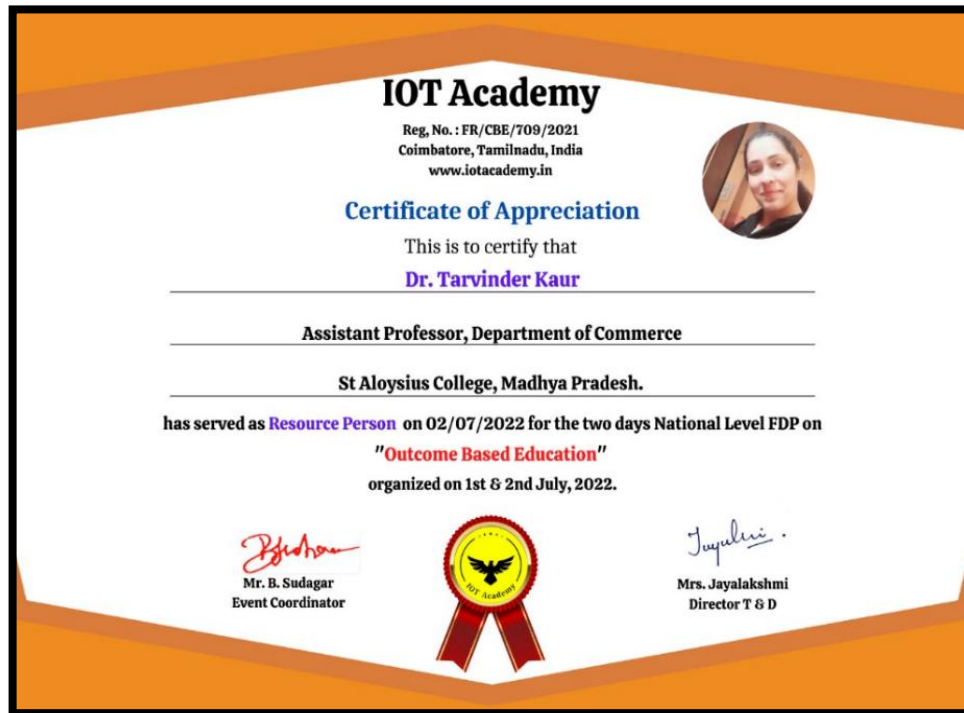 IOT Academy
Reg, No. : FR/CBE/709/2021
Coimbatore, Tamilnadu, India
www.iotacademy.in
Certificate of Appreciation
This is to certify that
Dr. Tarvinder Kaur
Assistant Professor, Department of Commerce
St Aloysius College, Madhya Pradesh.
has served as Resource Person on 02/07/2022 for the two days National Level FDP on
"Outcome Based Education"
organized on 1st & 2nd July, 2022.
Mr. B. Sudagar
Event Coordinator
IOT Academy
Mrs. Jayalakshmi
Director T & D